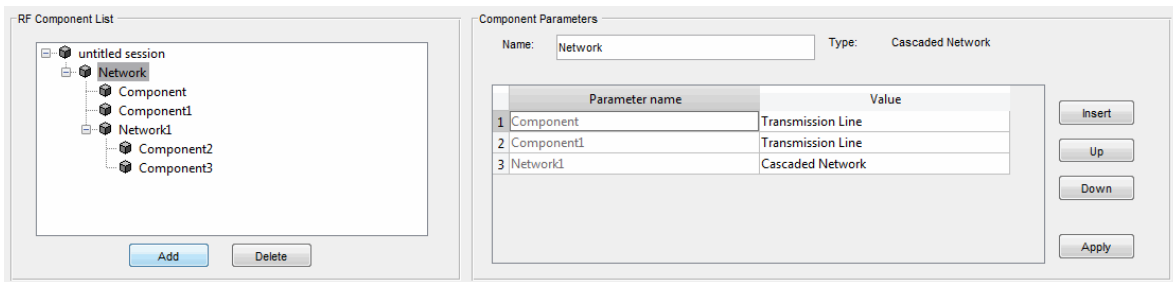 RF Component List
untitled session
Network
Component
Component1
Network1
Component2
Component3
Add Delete
Component Parameters
Name: Network Type: Cascaded Network
Parameter name Value
1 Component Transmission Line
2 Component1 Transmission Line
3 Network1 Cascaded Network
Insert
Up
Down
Apply